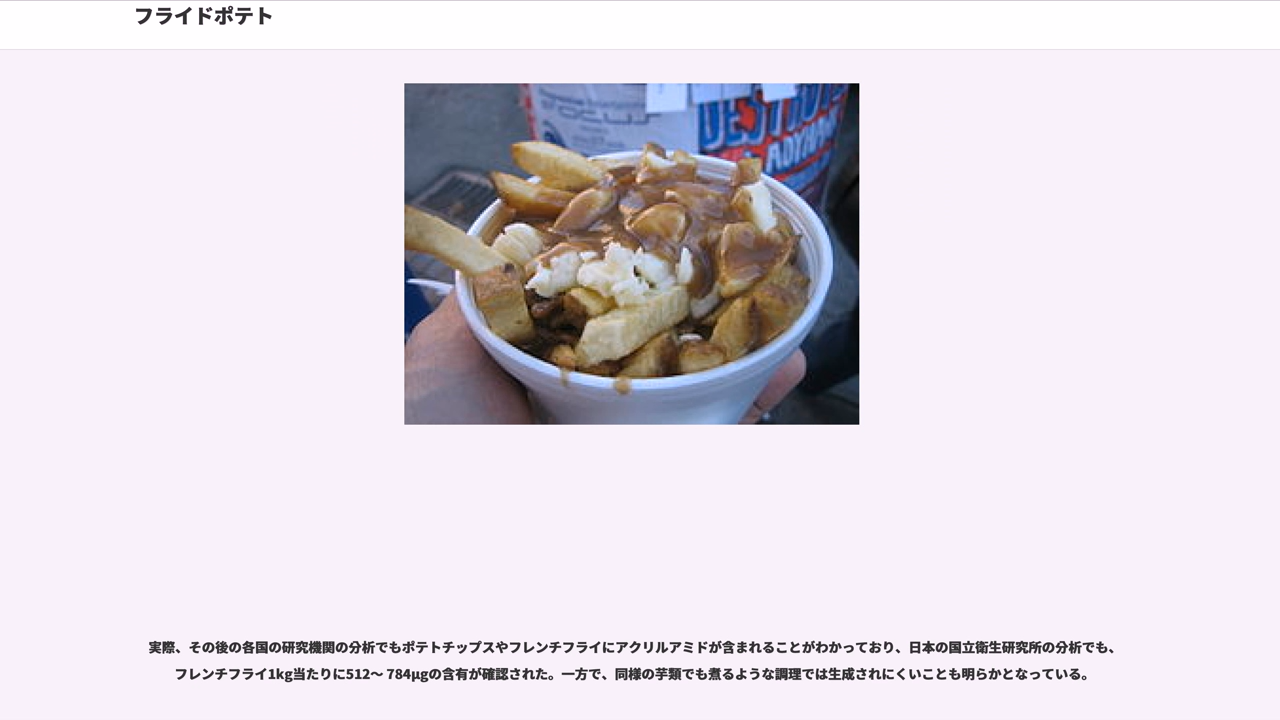 フライドポテト
実際、その後の各国の研究機関の分析でもポテトチップスやフレンチフライにアクリルアミドが含まれることがわかっており、日本の国立衛生研究所の分析でも、
フレンチフライ1kg当たりに512〜 784µgの含有が確認された。一方で、同様の芋類でも煮るような調理では生成されにくいことも明らかとなっている。